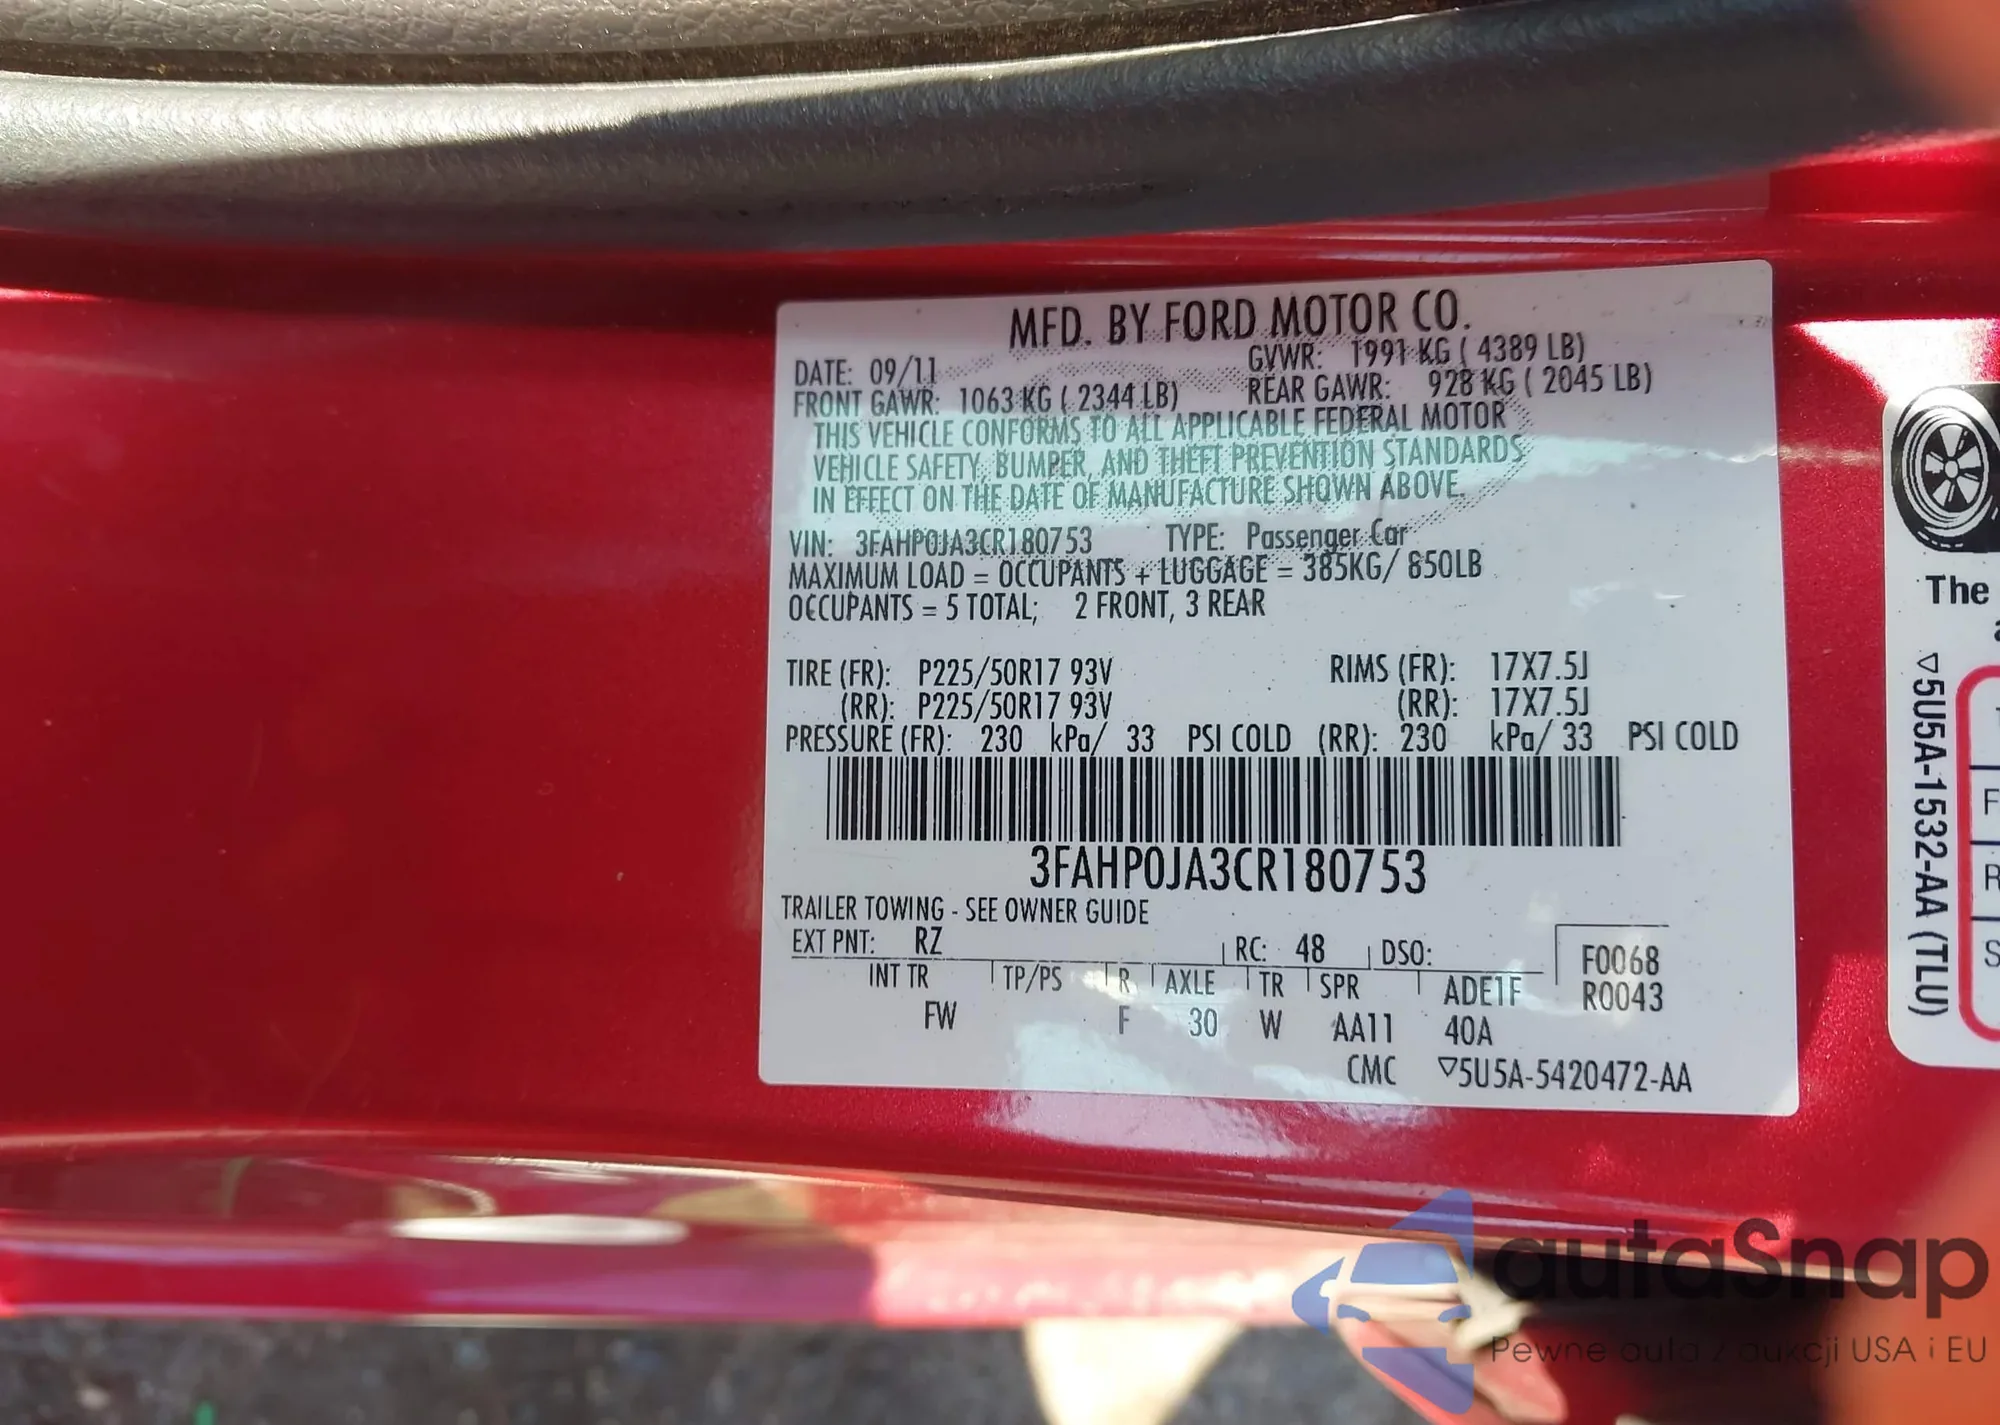 MFD. BY FORD MOTOR CO.
DATE: 09/11 GVWR: 1991 KG ( 4389 LB)
FRONT GAWR: 1063 KG ( 2344 LB) REAR GAWR: 928 KG ( 2045 LB)
THIS VEHICLE CONFORMS TO ALL APPLICABLE FEDERAL MOTOR
VEHICLE SAFETY, BUMPER, AND THEFT PREVENTION STANDARDS
IN EFFECT ON THE DATE OF MANUFACTURE SHOWN ABOVE.
VIN: 3FAHP0JA3CR180753 TYPE: Passenger Car
MAXIMUM LOAD = OCCUPANTS + LUGGAGE = 385KG/ 850LB
OCCUPANTS = 5 TOTAL; 2 FRONT, 3 REAR
TIRE (FR): P225/50R17 93V RIMS (FR): 17X7.5J
(RR): P225/50R17 93V (RR): 17X7.5J
PRESSURE (FR): 230 kPa/ 33 PSI COLD (RR): 230 kPa/ 33 PSI COLD
3FAHP0JA3CR180753
TRAILER TOWING - SEE OWNER GUIDE
EXT PNT: RZ RC: 48 DSO: F0068
INT TR TP/PS R AXLE TR SPR ADE1F R0043
FW F 30 W AA11 40A
CMC ▽5U5A-5420472-AA
The
▽5U5A-1532-AA (TLU)
F
R
S
autaSnap
Pewne auta z aukcji USA i EU